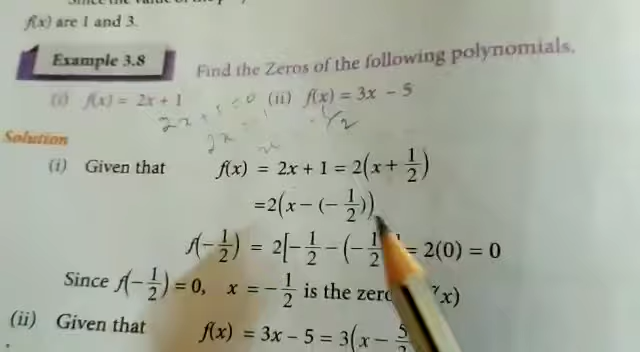 f(x) are 1 and 3.
Example 3.8 Find the Zeros of the following polynomials.
(i) f(x) = 2x + 1 (ii) f(x) = 3x − 5
Solution
(i) Given that f(x) = 2x + 1 = 2(x + 1/2)
=2(x − (− 1/2))
f(− 1/2) = 2[− 1/2 − (− 1/2 = 2(0) = 0
Since f(− 1/2) = 0, x = − 1/2 is the zero (x)
(ii) Given that f(x) = 3x − 5 = 3(x − 5